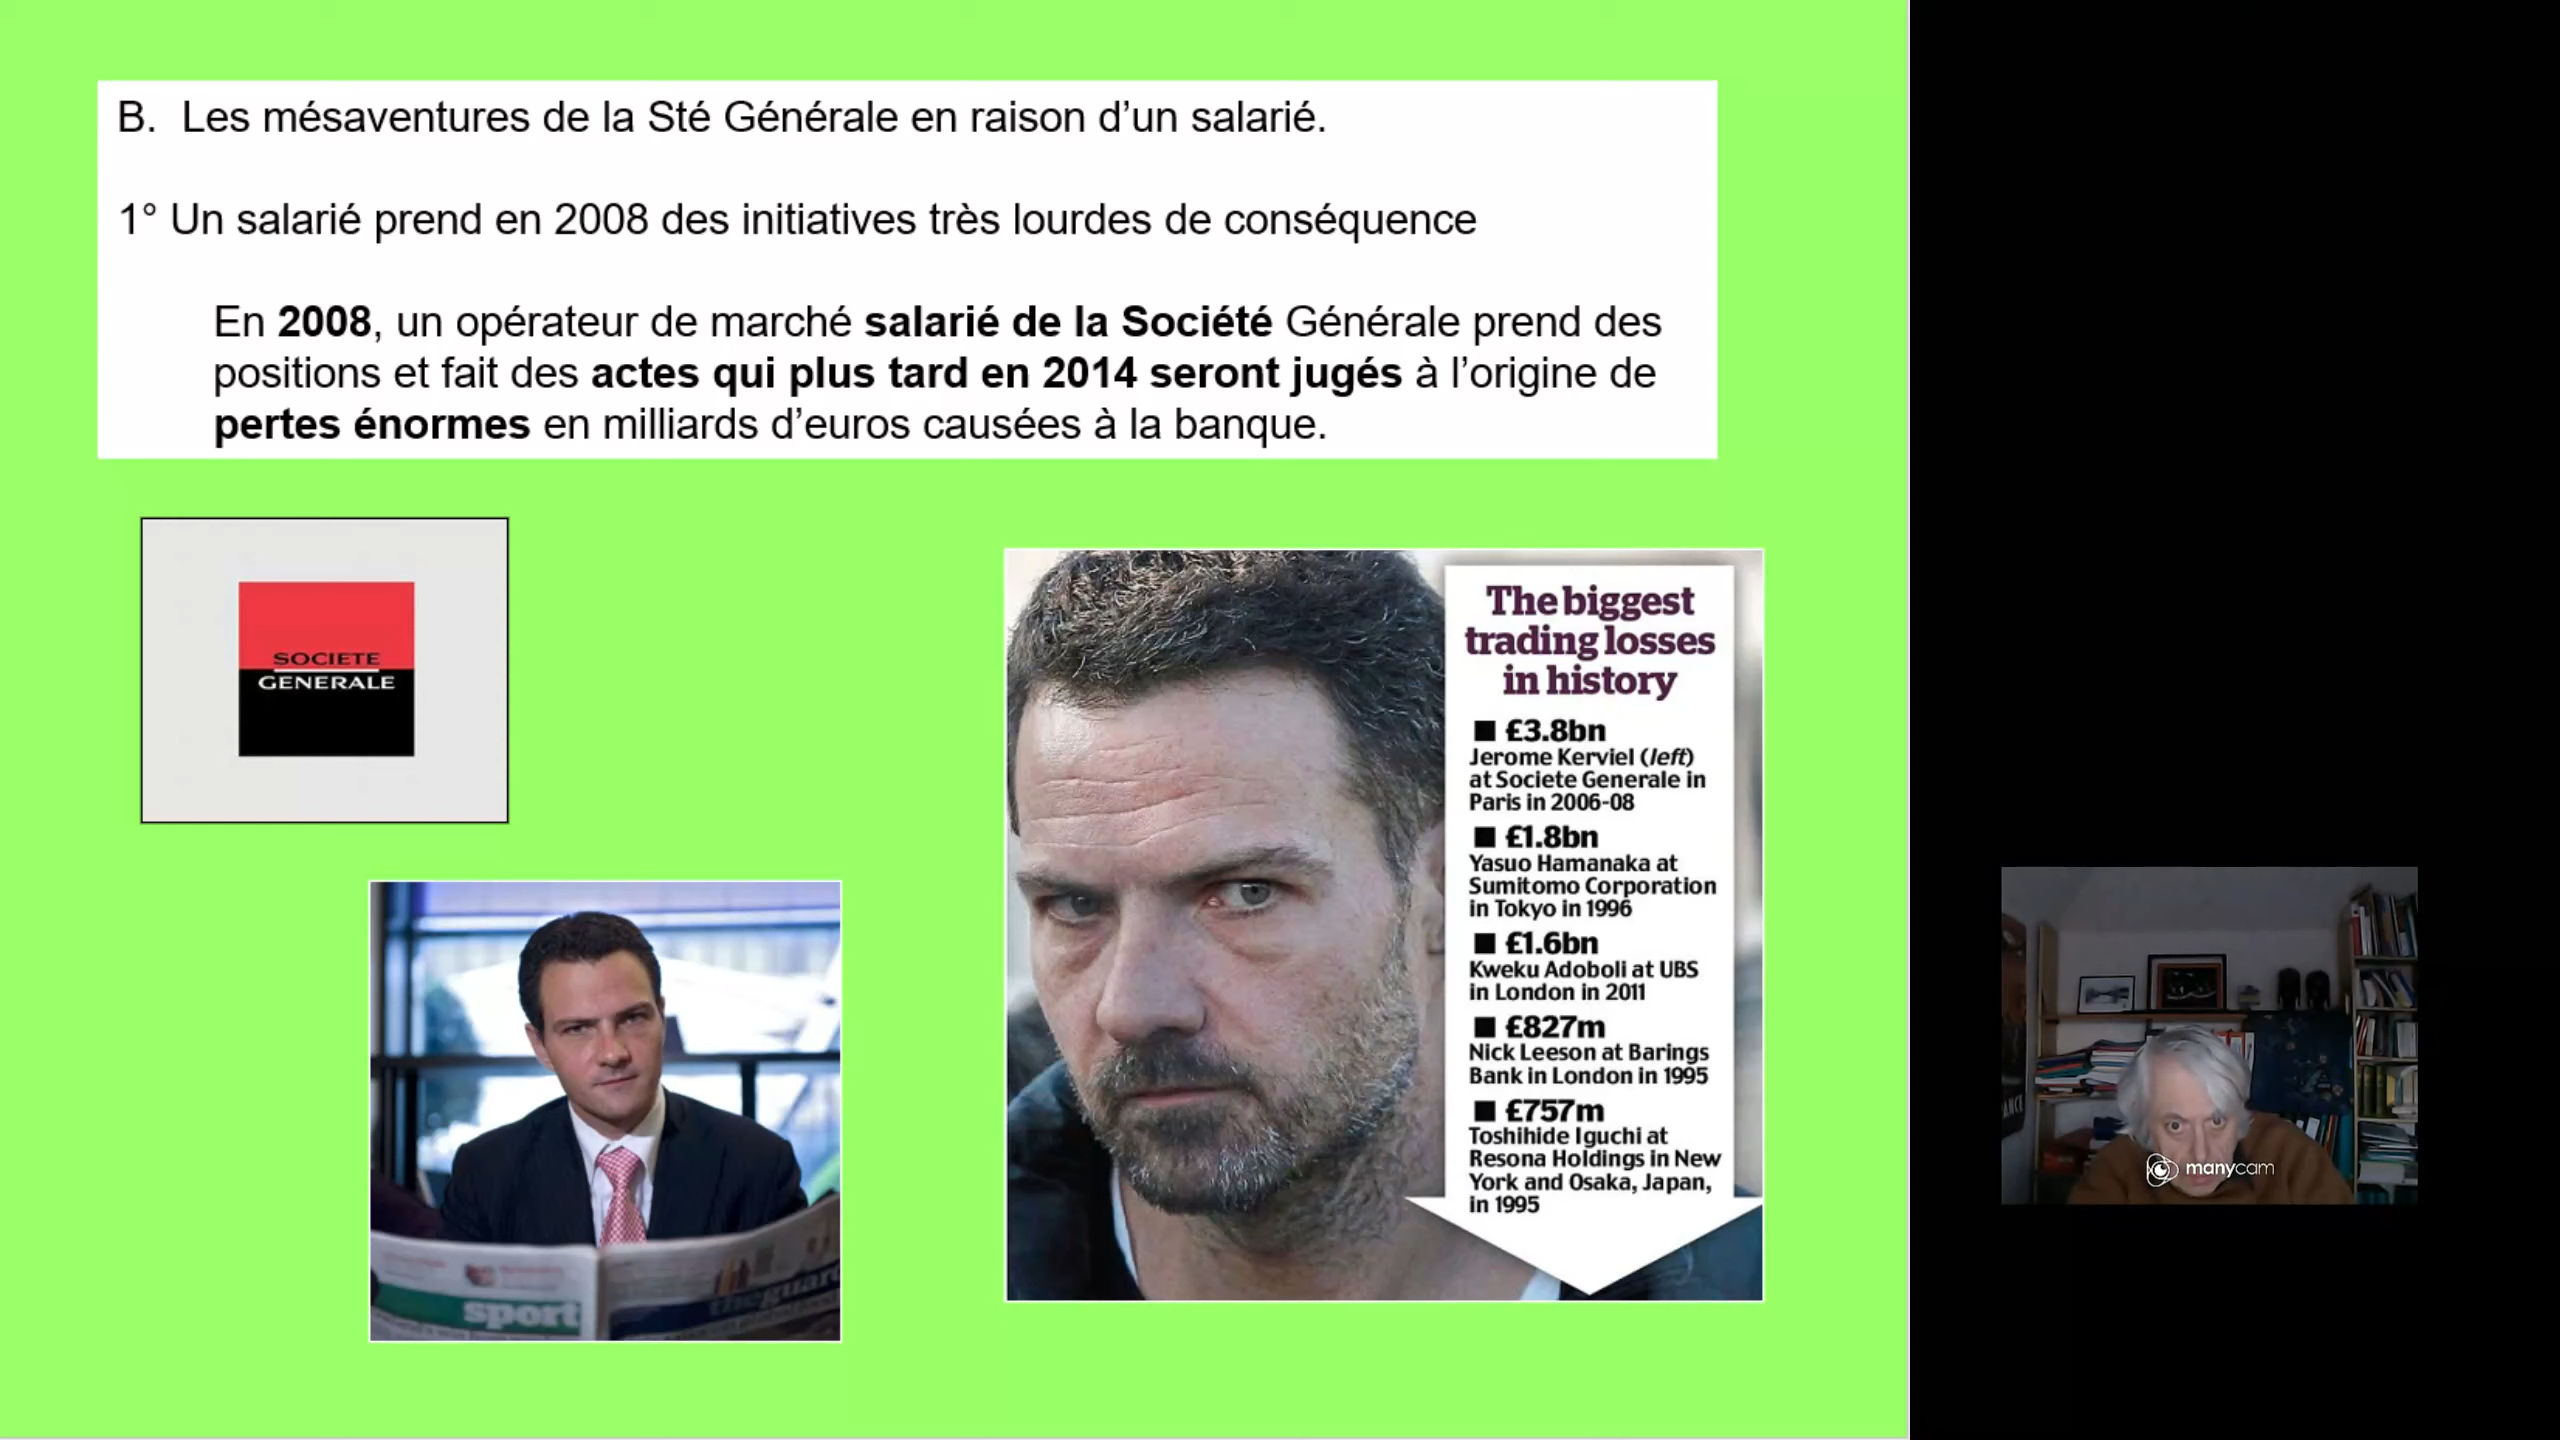 B. Les mésaventures de la Sté Générale en raison d’un salarié.
1° Un salarié prend en 2008 des initiatives très lourdes de conséquence
En 2008, un opérateur de marché salarié de la Société Générale prend des
positions et fait des actes qui plus tard en 2014 seront jugés à l’origine de
pertes énormes en milliards d’euros causées à la banque.
SOCIETE
GENERALE
sport
The biggest
trading losses
in history
■ £3.8bn
Jerome Kerviel (left)
at Societe Generale in
Paris in 2006-08
■ £1.8bn
Yasuo Hamanaka at
Sumitomo Corporation
in Tokyo in 1996
■ £1.6bn
Kweku Adoboli at UBS
in London in 2011
■ £827m
Nick Leeson at Barings
Bank in London in 1995
■ £757m
Toshihide Iguchi at
Resona Holdings in New
York and Osaka, Japan,
in 1995
manycam